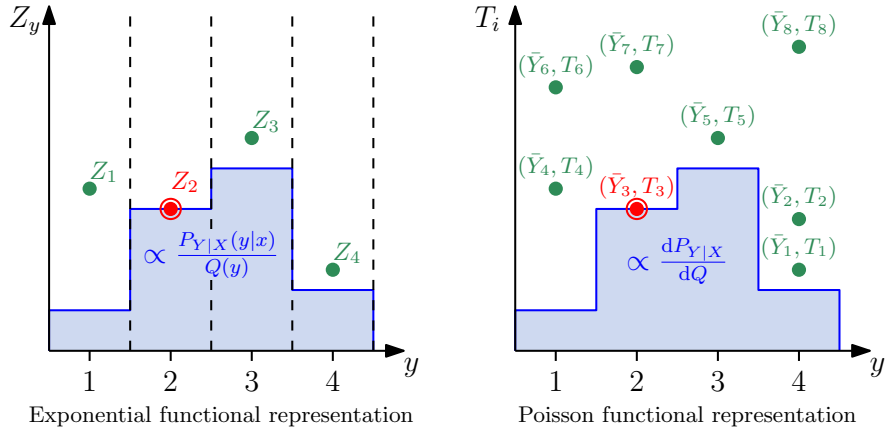 Z_y
Z_1
Z_2
Z_3
Z_4
∝ P_{Y|X}(y|x) / Q(y)
1 2 3 4 y
Exponential functional representation
T_i
(Ȳ_8, T_8)
(Ȳ_7, T_7)
(Ȳ_6, T_6)
(Ȳ_5, T_5)
(Ȳ_4, T_4)
(Ȳ_3, T_3)
(Ȳ_2, T_2)
(Ȳ_1, T_1)
∝ dP_{Y|X} / dQ
1 2 3 4 y
Poisson functional representation